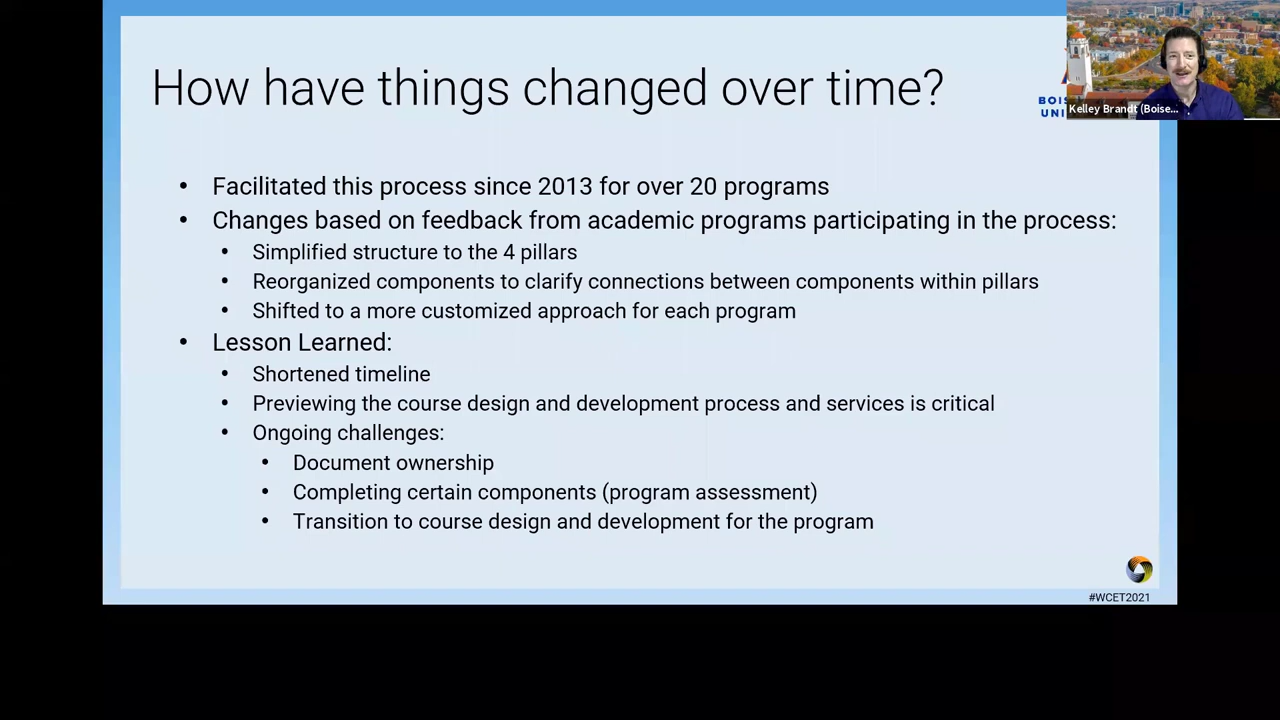 How have things changed over time?
BOIS
UNI
Kelley Brandt (Boise...
• Facilitated this process since 2013 for over 20 programs
• Changes based on feedback from academic programs participating in the process:
• Simplified structure to the 4 pillars
• Reorganized components to clarify connections between components within pillars
• Shifted to a more customized approach for each program
• Lesson Learned:
• Shortened timeline
• Previewing the course design and development process and services is critical
• Ongoing challenges:
• Document ownership
• Completing certain components (program assessment)
• Transition to course design and development for the program
#WCET2021